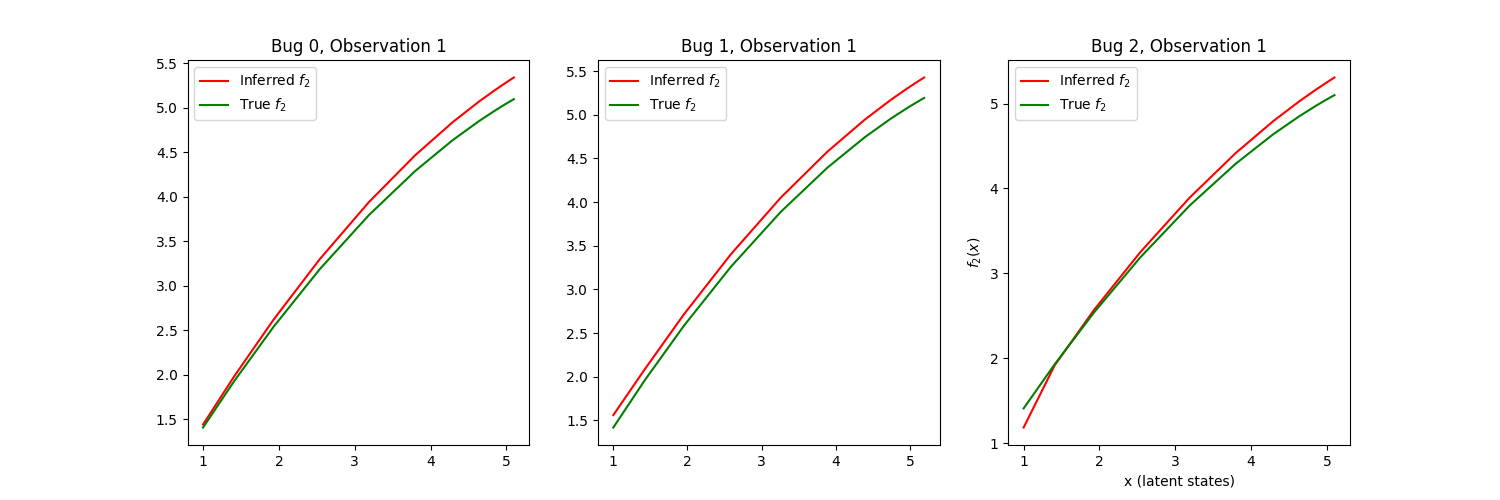 Bug 0, Observation 1
Inferred f₂
True f₂
5.5
5.0
4.5
4.0
3.5
3.0
2.5
2.0
1.5
1 2 3 4 5
Bug 1, Observation 1
Inferred f₂
True f₂
5.5
5.0
4.5
4.0
3.5
3.0
2.5
2.0
1.5
1 2 3 4 5
Bug 2, Observation 1
Inferred f₂
True f₂
f₂(x)
5
4
3
2
1
1 2 3 4 5
x (latent states)